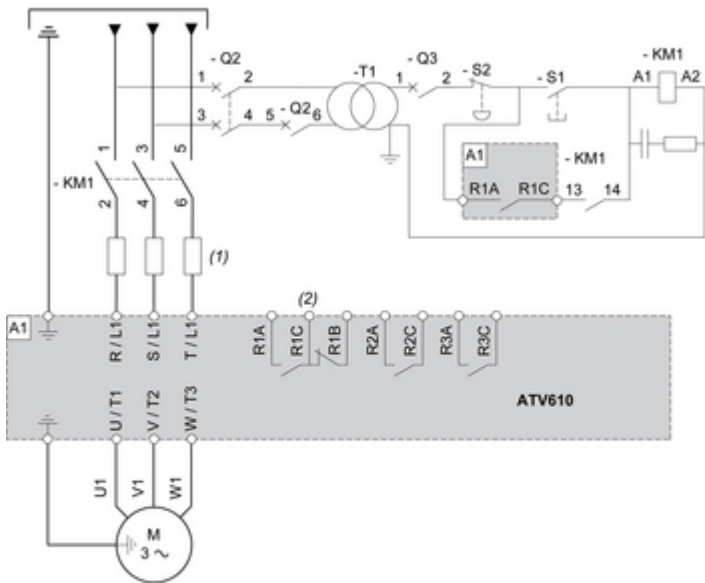 - Q2
-T1
- Q3
- S2
- S1
- KM1
1 2
1 2
A1 A2
3 4 5 - Q2 6
1 3 5
- KM1
2 4 6
A1
- KM1
R1A R1C 13 14
(1)
(2)
A1
R / L1
S / L1
T / L1
R1A
R1C
R1B
R2A
R2C
R3A
R3C
U / T1
V / T2
W / T3
ATV610
U1
V1
W1
M
3 ~